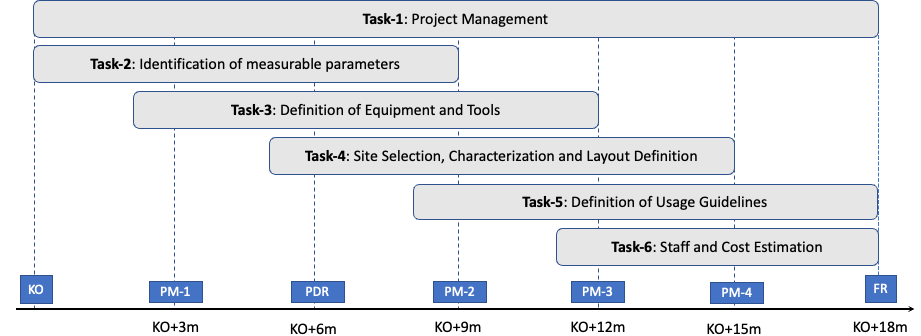 Task-1: Project Management
Task-2: Identification of measurable parameters
Task-3: Definition of Equipment and Tools
Task-4: Site Selection, Characterization and Layout Definition
Task-5: Definition of Usage Guidelines
Task-6: Staff and Cost Estimation
KO PM-1 PDR PM-2 PM-3 PM-4 FR
KO+3m KO+6m KO+9m KO+12m KO+15m KO+18m